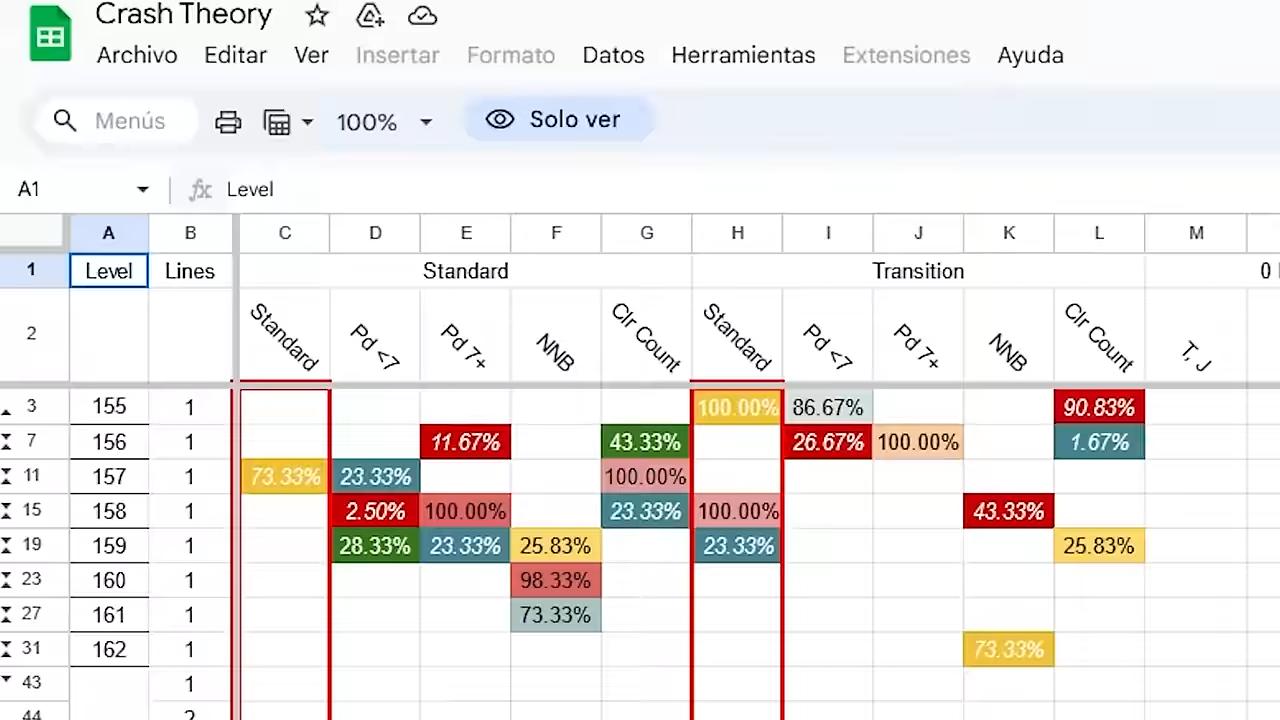 Crash Theory
Archivo Editar Ver Insertar Formato Datos Herramientas Extensiones Ayuda
Menús 100% Solo ver
A1 fx Level
A B C D E F G H I J K L M
1 Level Lines Standard Transition 0
2 Standard Pd <7 Pd 7+ NNB Clr Count Standard Pd <7 Pd 7+ NNB Clr Count T, J
3 155 1 100.00% 86.67% 90.83%
7 156 1 11.67% 43.33% 26.67% 100.00% 1.67%
11 157 1 73.33% 23.33% 100.00%
15 158 1 2.50% 100.00% 23.33% 100.00% 43.33%
19 159 1 28.33% 23.33% 25.83% 23.33% 25.83%
23 160 1 98.33%
27 161 1 73.33%
31 162 1 73.33%
43 1
44 2